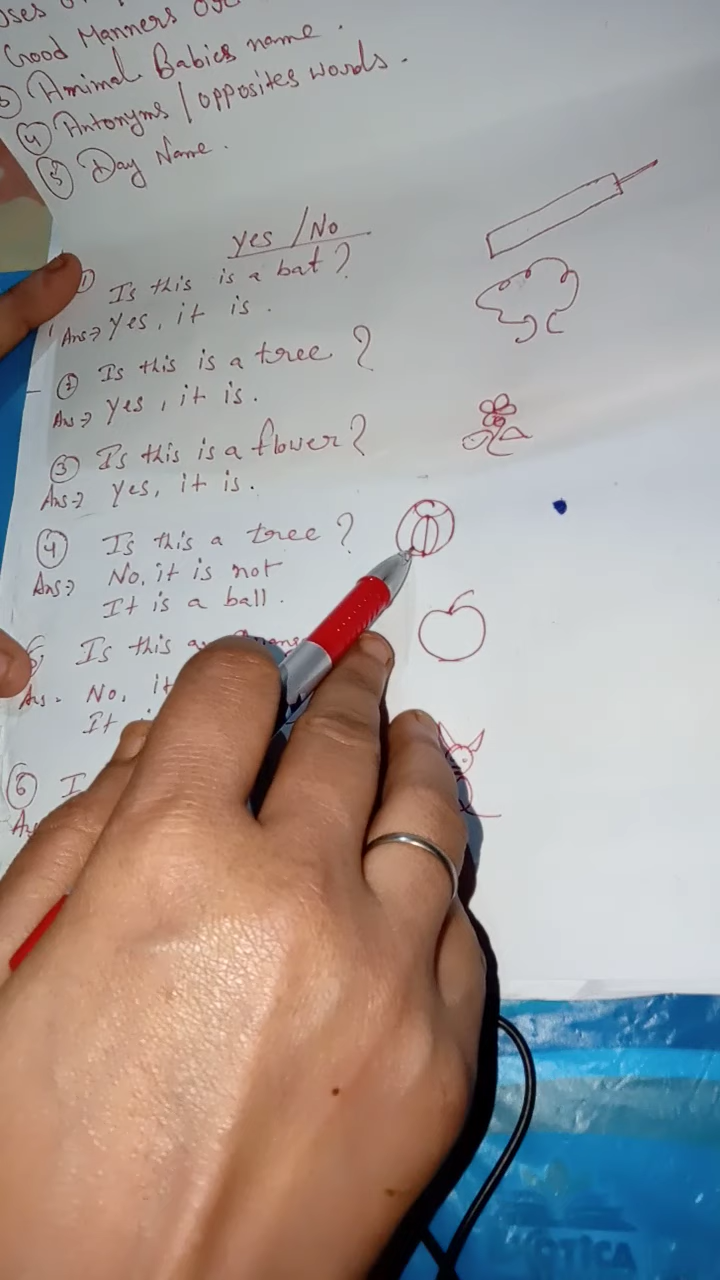 Good Manners
③ Animal Babies name.
④ Antonyms / opposites words.
⑤ Day Name.
yes / No
① Is this is a bat?
Ans⇒ Yes, it is.
② Is this is a tree?
Ans⇒ Yes, it is.
③ Is this is a flower?
Ans⇒ Yes, it is.
④ Is this a tree?
Ans⇒ No, it is not
It is a ball.
Is this
Ans. No, it
It
⑥ I